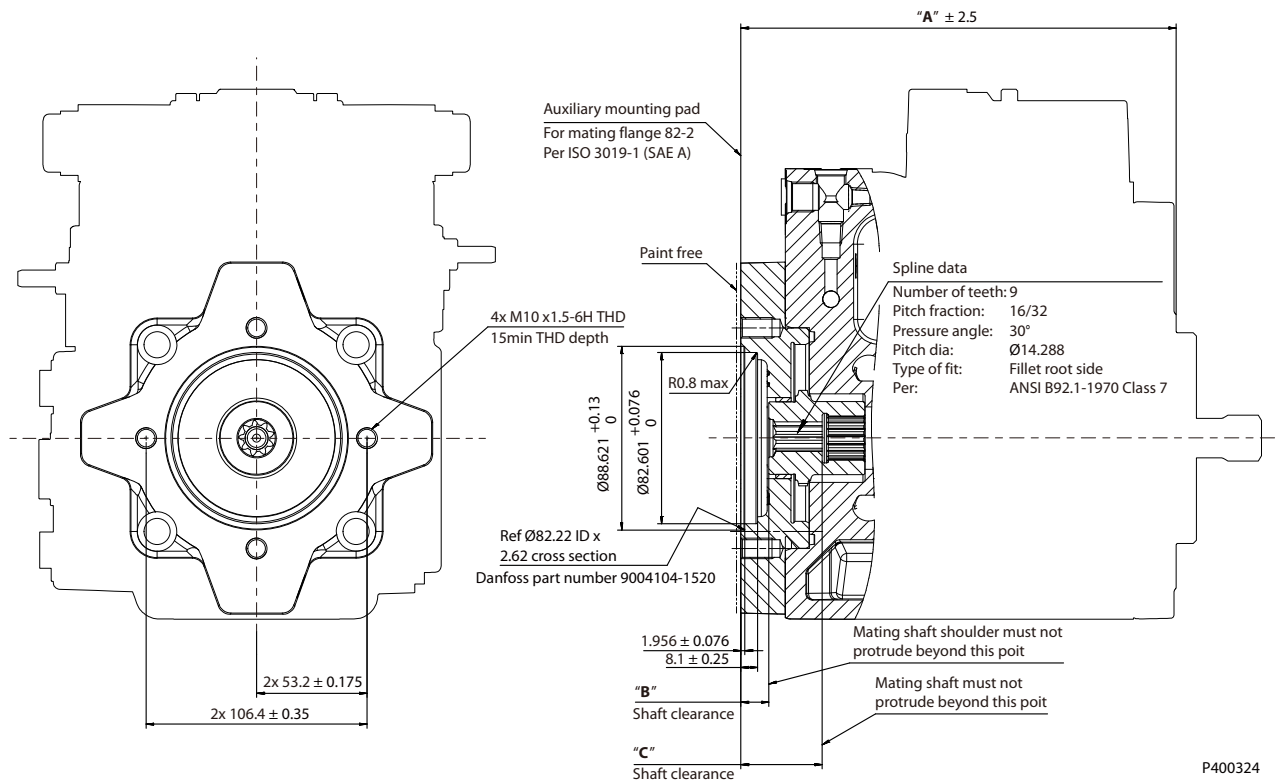 "A" ± 2.5
Auxiliary mounting pad
For mating flange 82-2
Per ISO 3019-1 (SAE A)
Paint free
Spline data
Number of teeth: 9
Pitch fraction: 16/32
Pressure angle: 30°
Pitch dia: Ø14.288
Type of fit: Fillet root side
Per: ANSI B92.1-1970 Class 7
4x M10 x1.5-6H THD
15min THD depth
R0.8 max
Ø88.621 +0.13 0
Ø82.601 +0.076 0
Ref Ø82.22 ID x
2.62 cross section
Danfoss part number 9004104-1520
1.956 ± 0.076
8.1 ± 0.25
Mating shaft shoulder must not
protrude beyond this poit
"B"
Shaft clearance
Mating shaft must not
protrude beyond this poit
"C"
Shaft clearance
2x 53.2 ± 0.175
2x 106.4 ± 0.35
P400324